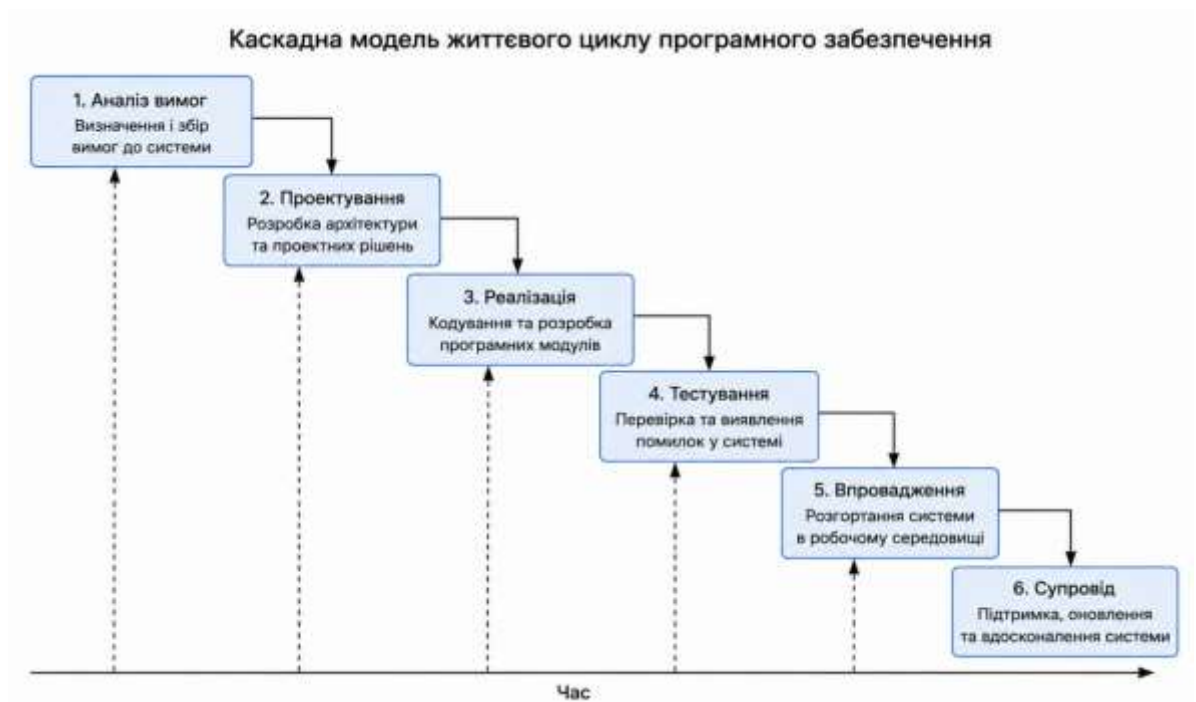 Каскадна модель життєвого циклу програмного забезпечення
1. Аналіз вимог
Визначення і збір
вимог до системи
2. Проектування
Розробка архітектури
та проектних рішень
3. Реалізація
Кодування та розробка
програмних модулів
4. Тестування
Перевірка та виявлення
помилок у системі
5. Впровадження
Розгортання системи
в робочому середовищі
6. Супровід
Підтримка, оновлення
та вдосконалення системи
Час